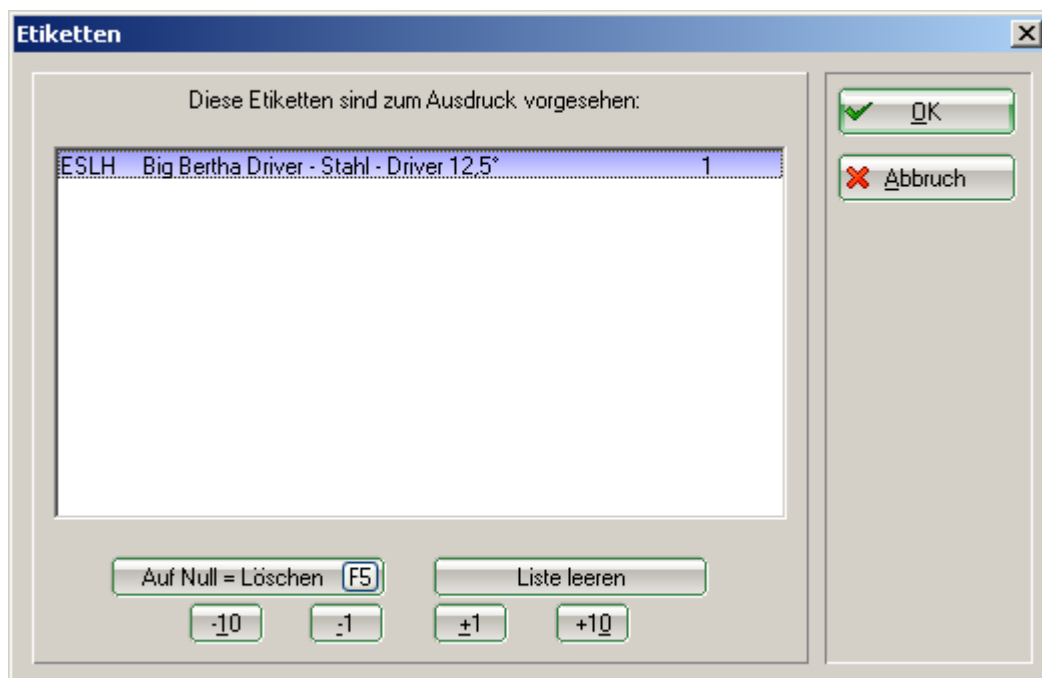 Etiketten
Diese Etiketten sind zum Ausdruck vorgesehen:
ESLH Big Bertha Driver - Stahl - Driver 12,5° 1
OK
Abbruch
Auf Null = Löschen F5 Liste leeren
-10 -1 +1 +10